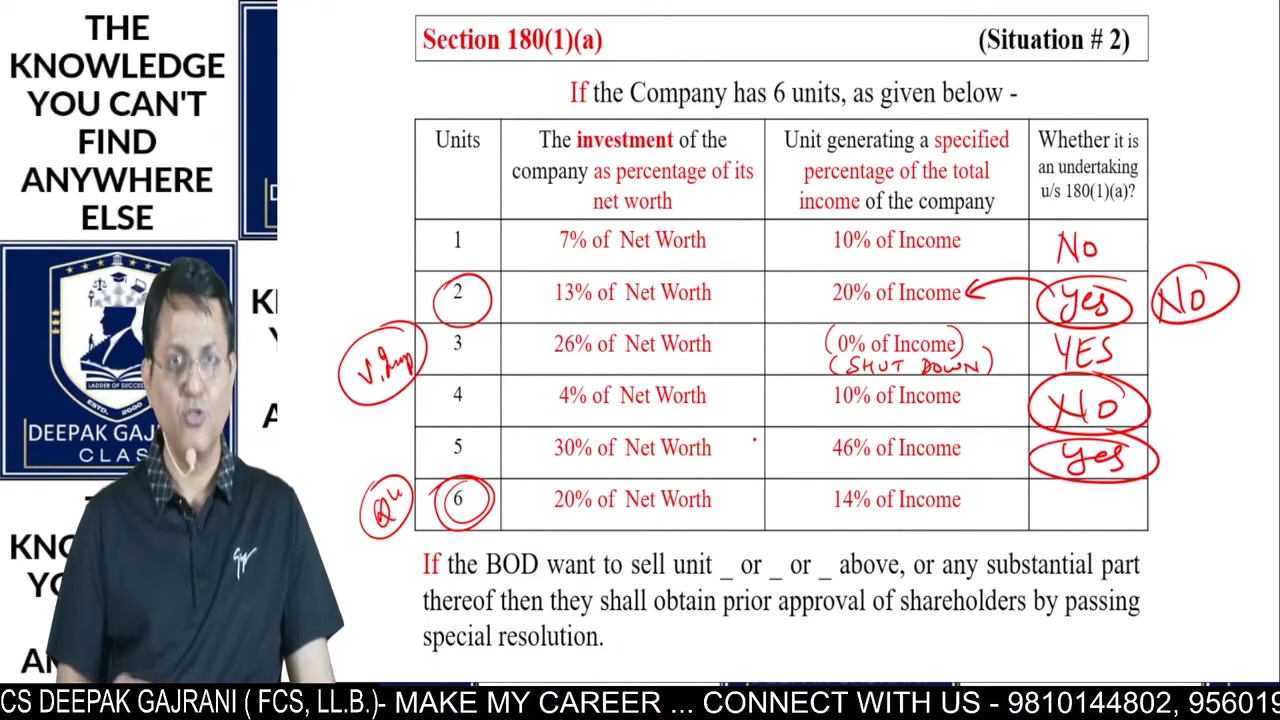 THE
KNOWLEDGE
YOU CAN'T
FIND
ANYWHERE
ELSE
LADDER OF SUCCESS
ESTD. 2000
DEEPAK GAJ
CLAS
Section 180(1)(a) (Situation # 2)
If the Company has 6 units, as given below -
Units
The investment of the
company as percentage of its
net worth
Unit generating a specified
percentage of the total
income of the company
Whether it is
an undertaking
u/s 180(1)(a)?
1 7% of Net Worth 10% of Income No
2 13% of Net Worth 20% of Income Yes No
V. Imp 3 26% of Net Worth (0% of Income) YES
(SHUT DOWN)
4 4% of Net Worth 10% of Income No
5 30% of Net Worth 46% of Income Yes
6 20% of Net Worth 14% of Income
If the BOD want to sell unit _ or _ or _ above, or any substantial part
thereof then they shall obtain prior approval of shareholders by passing
special resolution.
CS DEEPAK GAJRANI ( FCS, LL.B.)- MAKE MY CAREER ... CONNECT WITH US - 9810144802, 956019